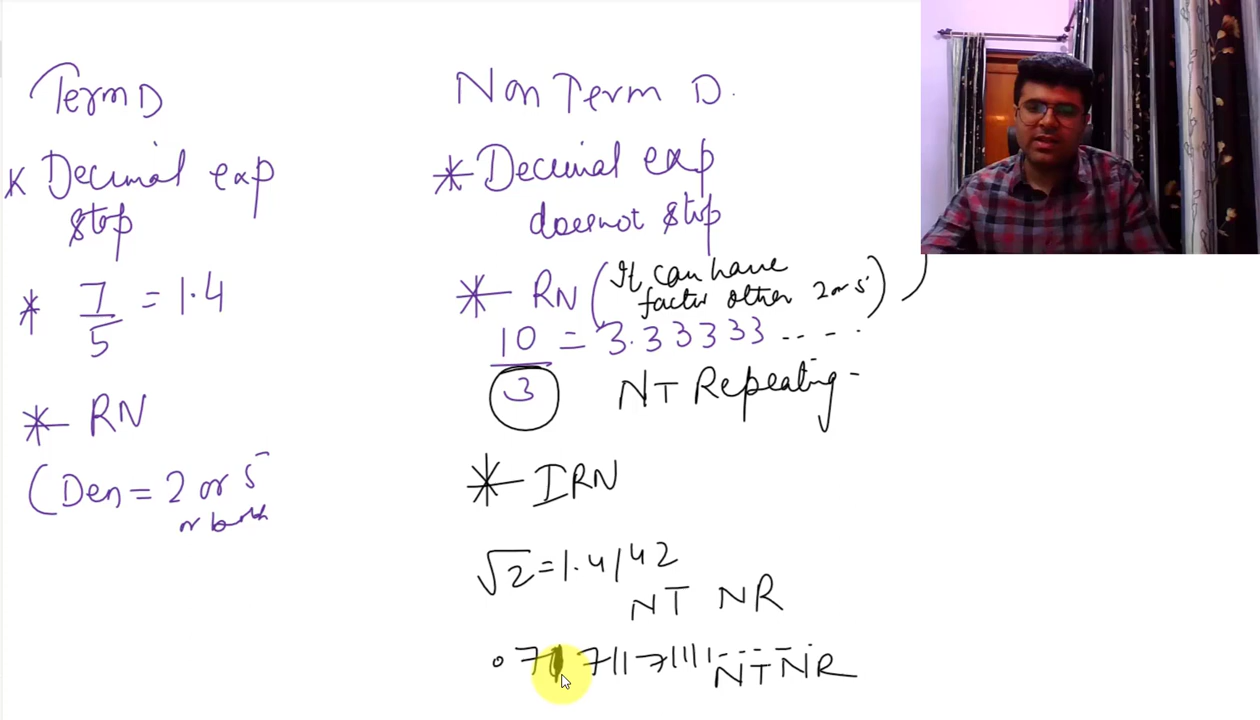 Term D
* Decimal exp
stop
* 7/5 = 1.4
* RN
(Den = 2 or 5
or both
Non Term D.
* Decimal exp
doesnot stop
* RN (It can have
factor other 2 or 5)
10/3 = 3.33333 .....
NT Repeating -
* IRN
√2 = 1.4142
NT NR
NTNR